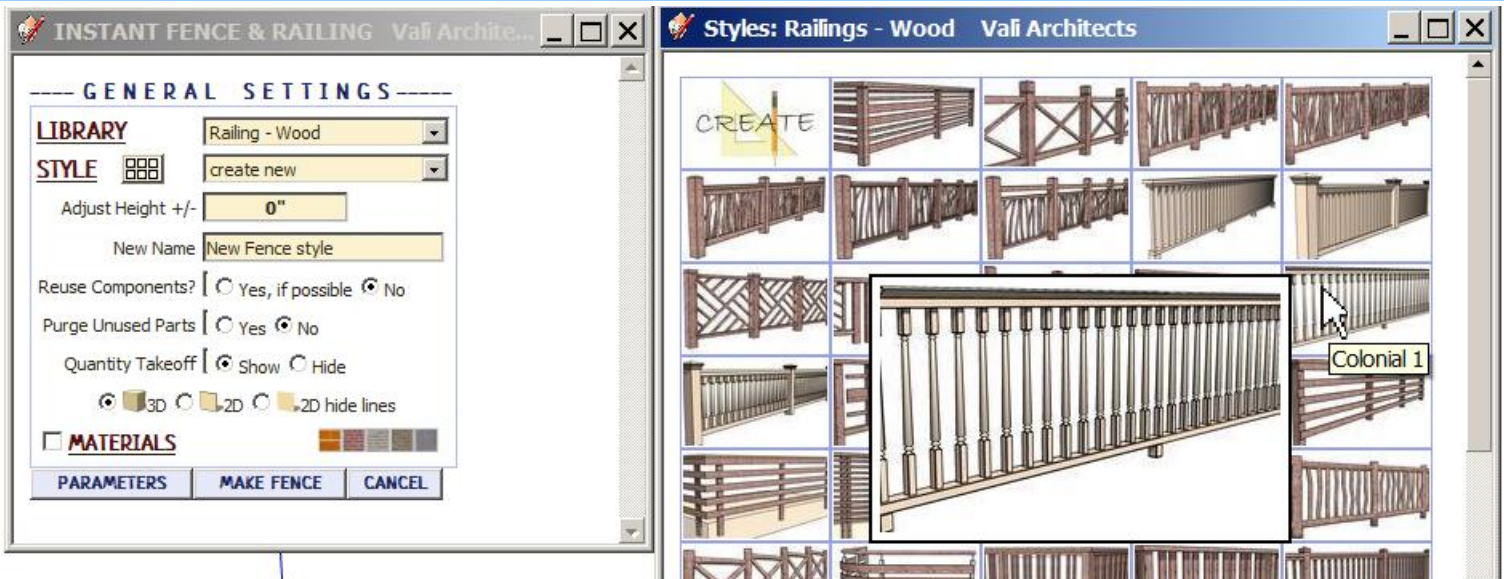 INSTANT FENCE & RAILING Vali Archite...
---- GENERAL SETTINGS-----
LIBRARY Railing - Wood
STYLE create new
Adjust Height +/- 0"
New Name New Fence style
Reuse Components? Yes, if possible No
Purge Unused Parts Yes No
Quantity Takeoff Show Hide
3D 2D 2D hide lines
MATERIALS
PARAMETERS MAKE FENCE CANCEL
Styles: Railings - Wood Vali Architects
CREATE
Colonial 1